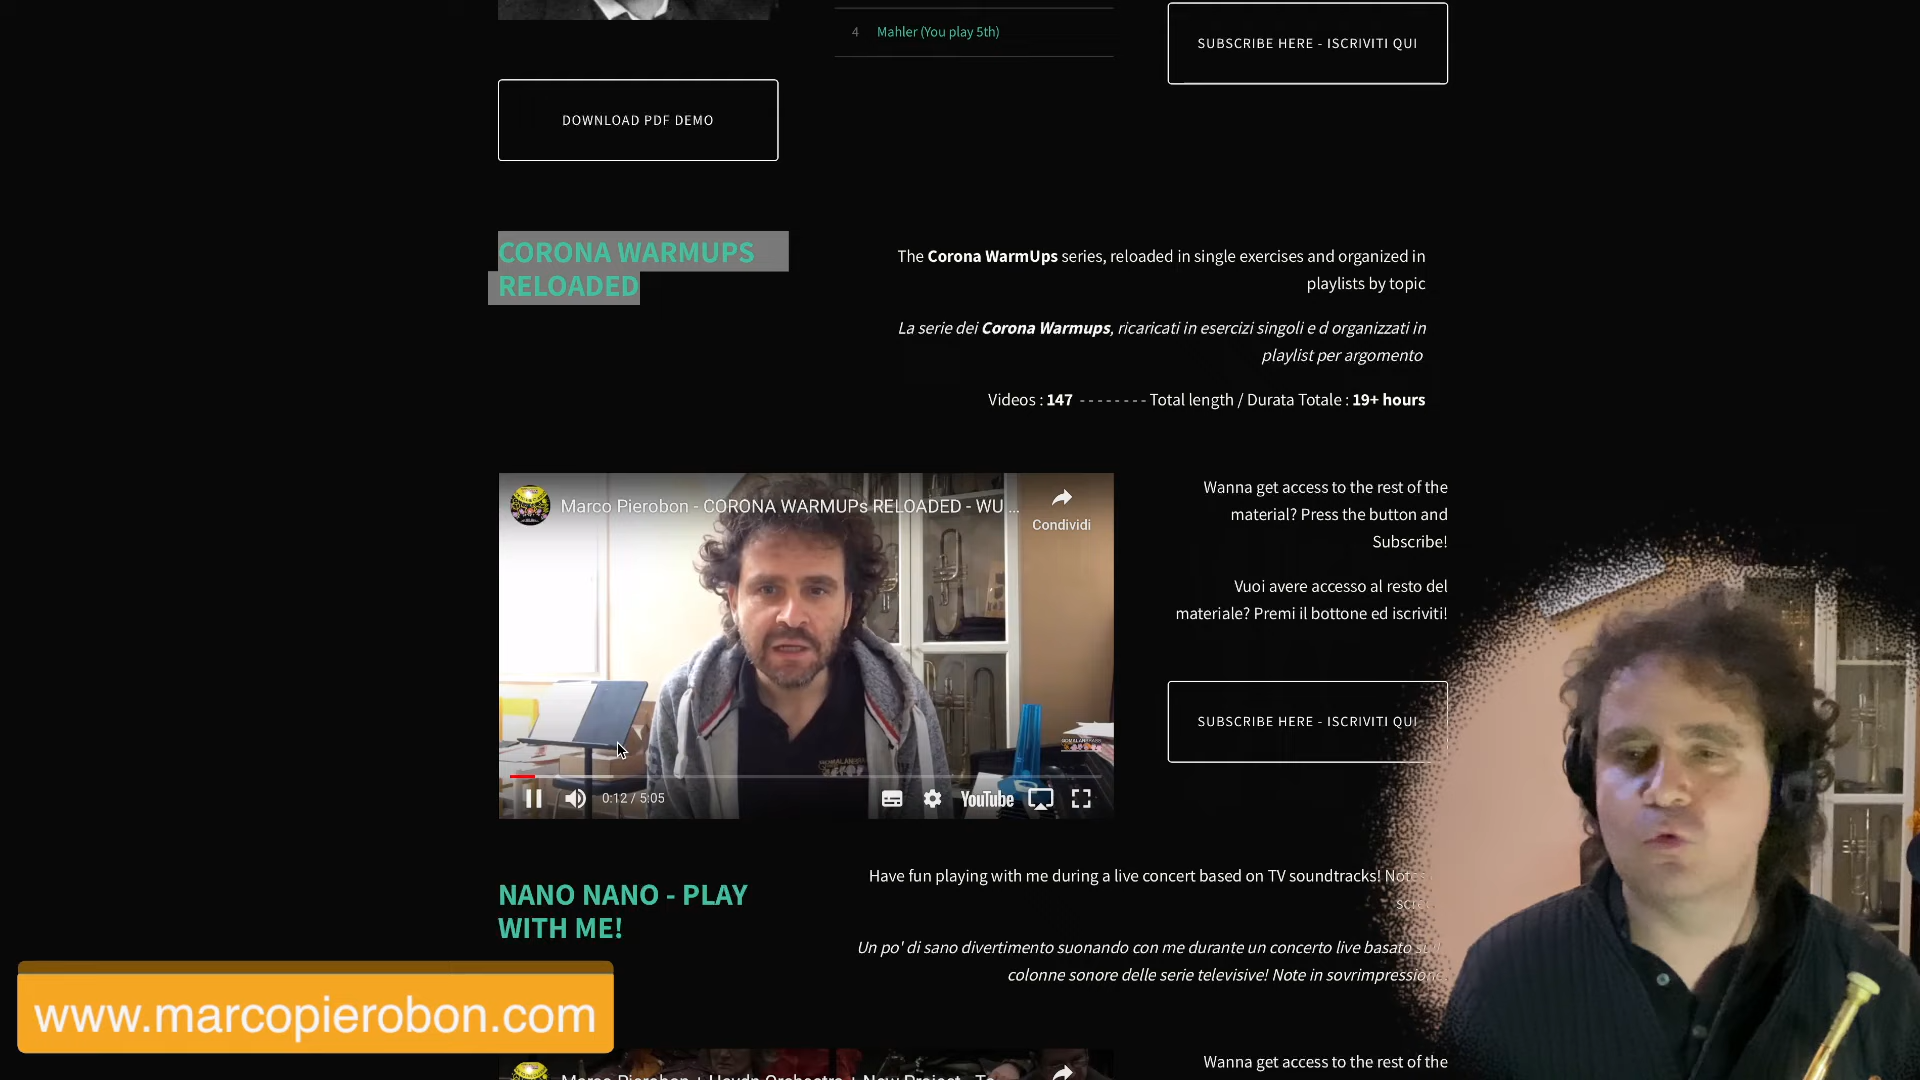 4 Mahler (You play 5th)
SUBSCRIBE HERE - ISCRIVITI QUI
DOWNLOAD PDF DEMO
CORONA WARMUPS
RELOADED
The Corona WarmUps series, reloaded in single exercises and organized in
playlists by topic
La serie dei Corona Warmups, ricaricati in esercizi singoli e d organizzati in
playlist per argomento
Videos : 147 - - - - - - - - Total length / Durata Totale : 19+ hours
Marco Pierobon - CORONA WARMUPs RELOADED - WU ...
Condividi
0:12 / 5:05
YouTube
Wanna get access to the rest of the
material? Press the button and
Subscribe!
Vuoi avere accesso al resto del
materiale? Premi il bottone ed iscriviti!
SUBSCRIBE HERE - ISCRIVITI QUI
NANO NANO - PLAY
WITH ME!
Have fun playing with me during a live concert based on TV soundtracks!
Un po' di sano divertimento suonando con me durante un concerto live basato
colonne sonore delle serie televisive! Note in sovrimpressione
www.marcopierobon.com
Marco Pierobon + Haydn Orchestra + New Project
Wanna get access to the rest of the